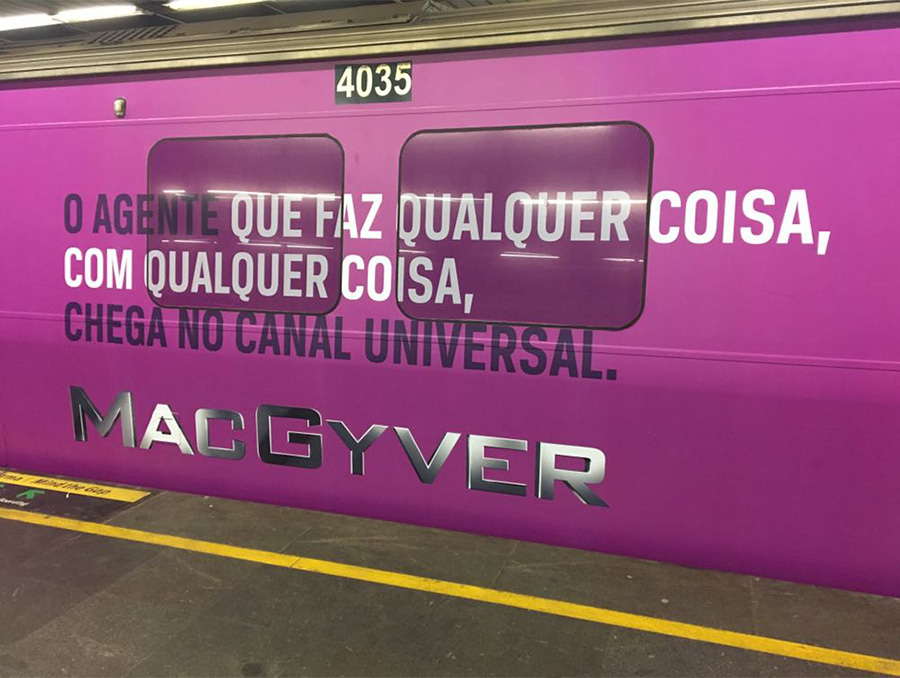 4035
O AGENTE QUE FAZ QUALQUER COISA,
COM QUALQUER COISA,
CHEGA NO CANAL UNIVERSAL.
MACGYVER
Mind the Gap